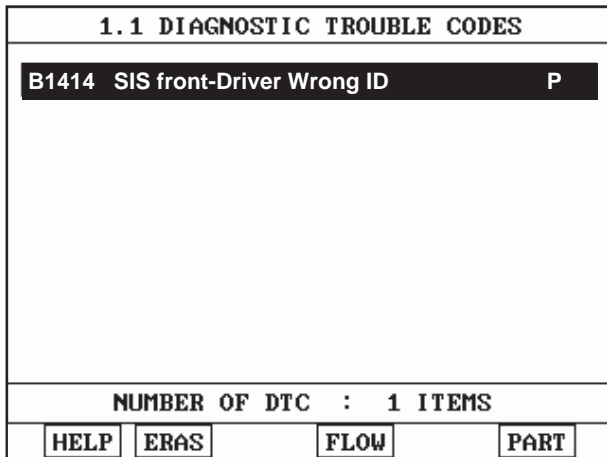 1.1 DIAGNOSTIC TROUBLE CODES
B1414 SIS front-Driver Wrong ID P
NUMBER OF DTC : 1 ITEMS
HELP ERAS FLOW PART